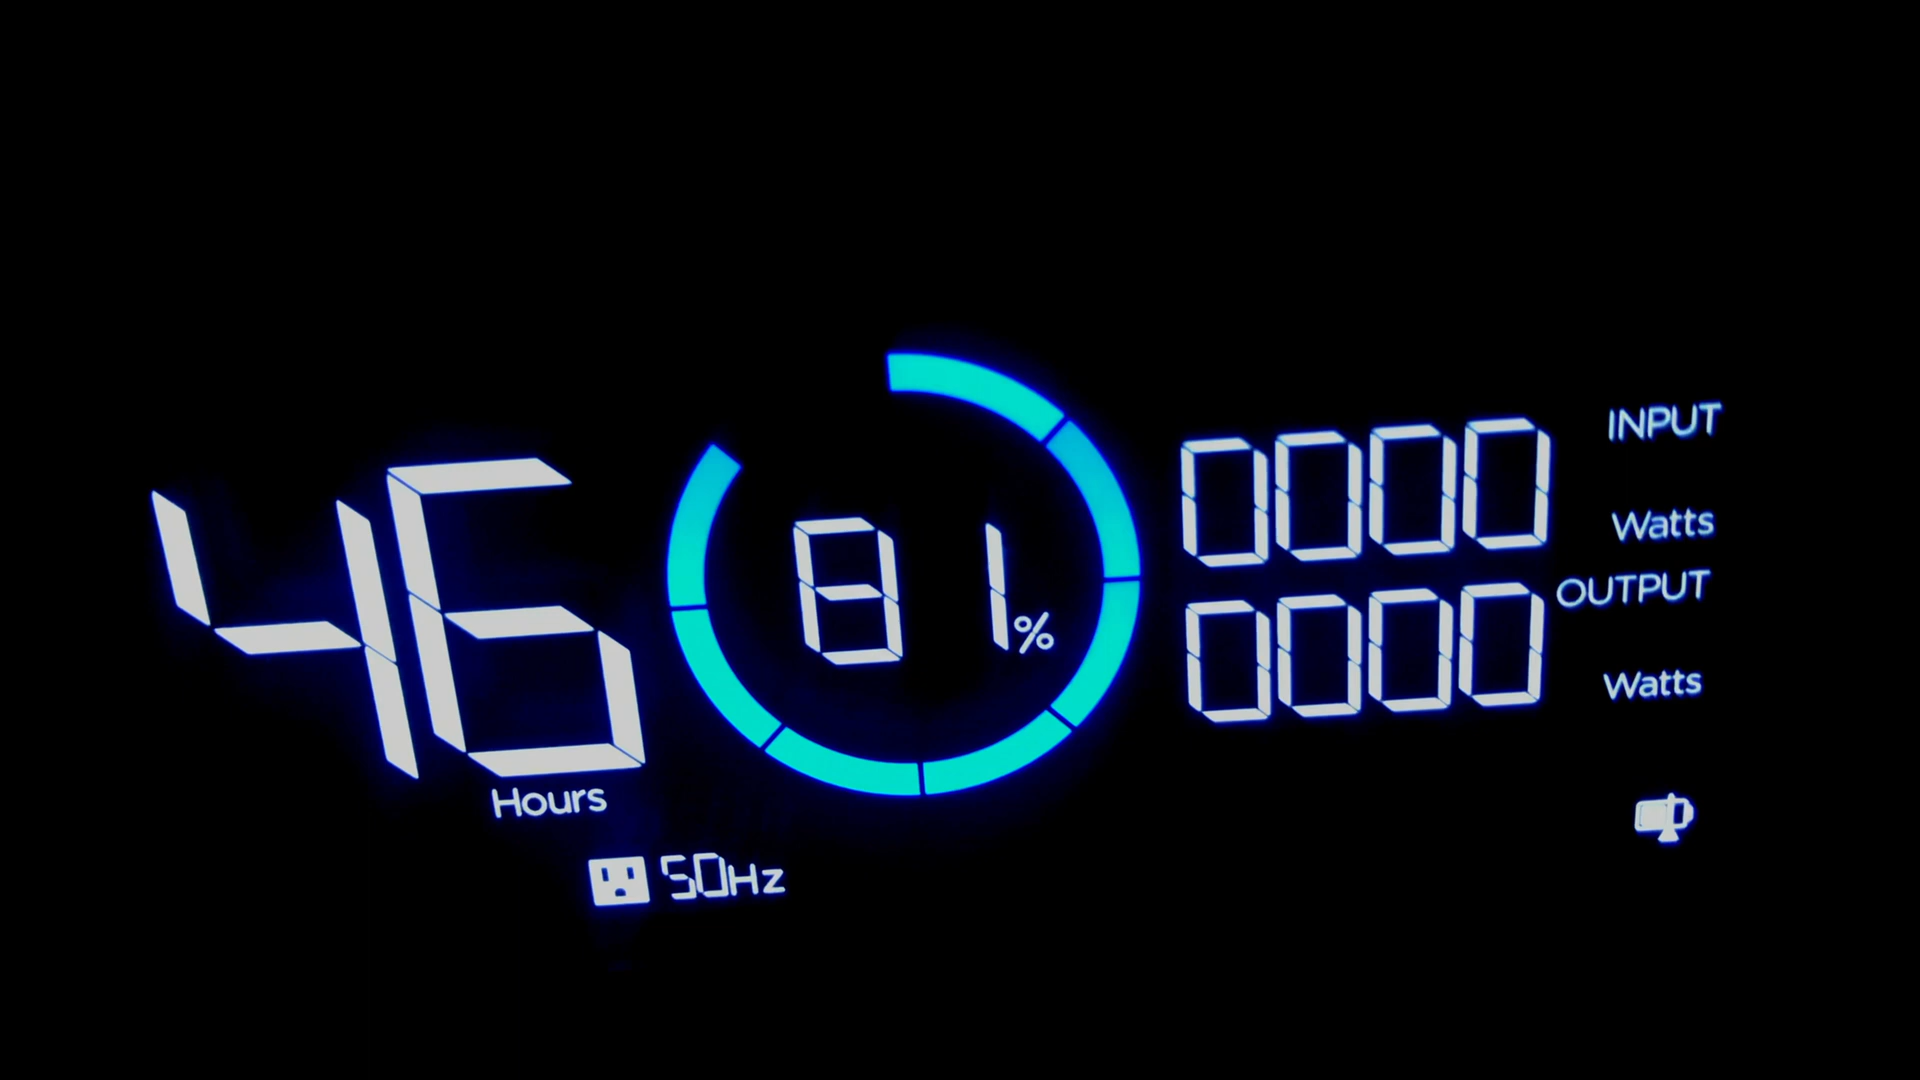 46
Hours
50Hz
81%
0000 INPUT
Watts
0000 OUTPUT
Watts